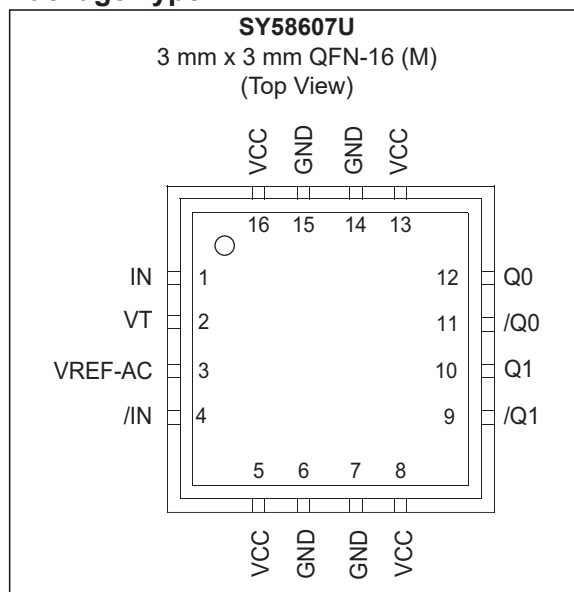 SY58607U
3 mm x 3 mm QFN-16 (M)
(Top View)
VCC GND GND VCC
16 15 14 13
IN 1 12 Q0
VT 2 11 /Q0
VREF-AC 3 10 Q1
/IN 4 9 /Q1
5 6 7 8
VCC GND GND VCC